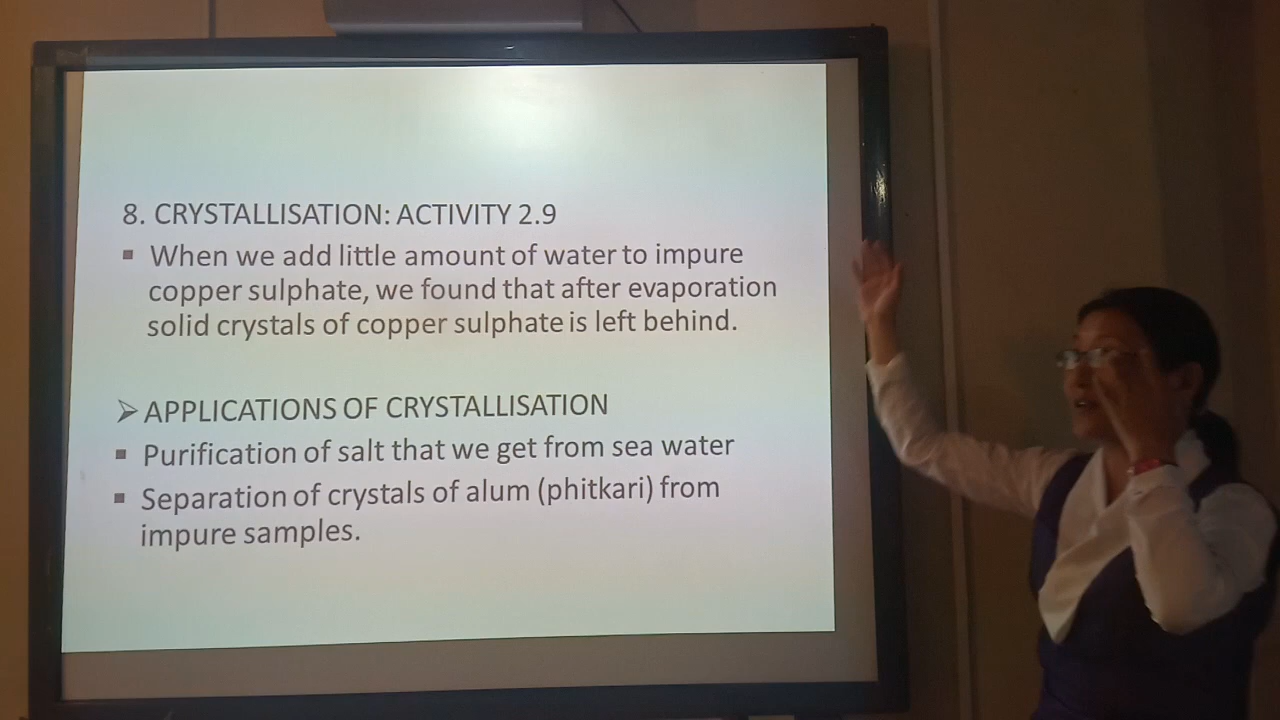 8. CRYSTALLISATION: ACTIVITY 2.9
▪ When we add little amount of water to impure
copper sulphate, we found that after evaporation
solid crystals of copper sulphate is left behind.
➢ APPLICATIONS OF CRYSTALLISATION
▪ Purification of salt that we get from sea water
▪ Separation of crystals of alum (phitkari) from
impure samples.